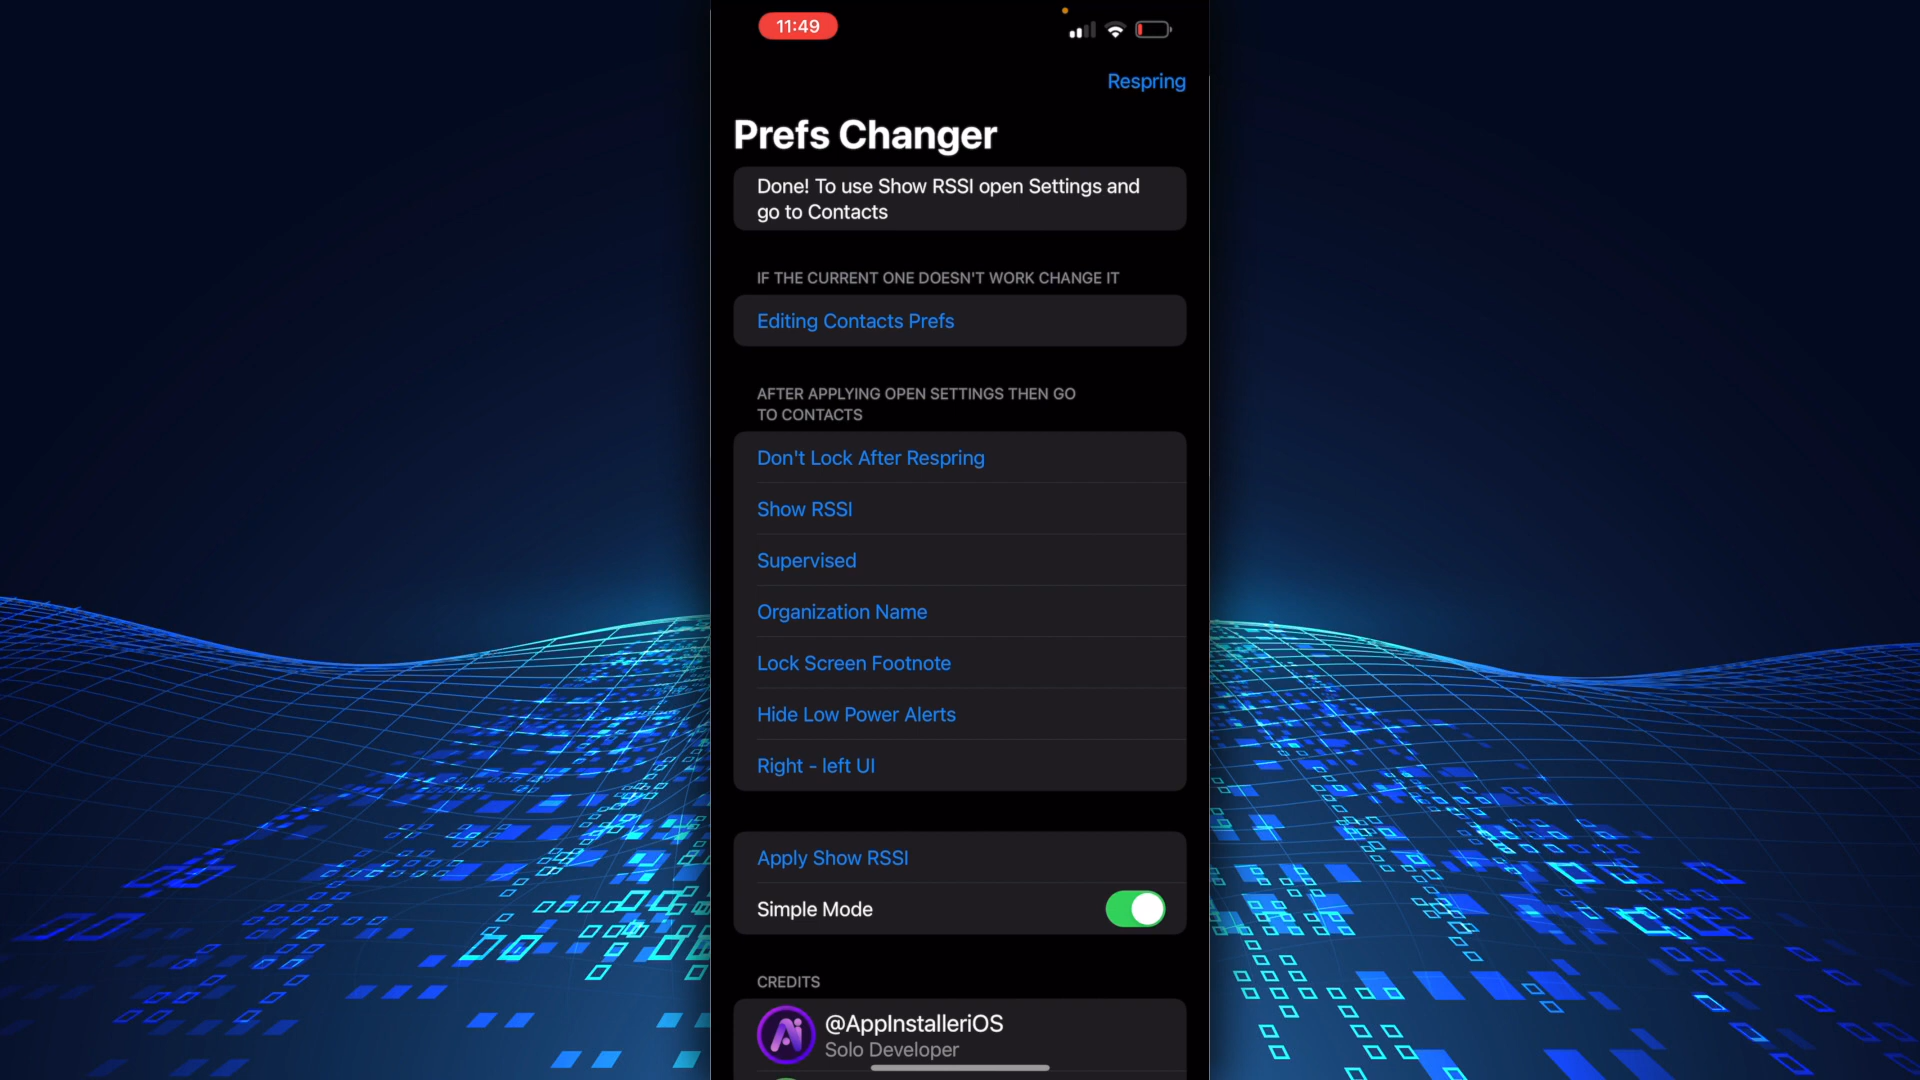 11:49
Respring
Prefs Changer
Done! To use Show RSSI open Settings and
go to Contacts
IF THE CURRENT ONE DOESN'T WORK CHANGE IT
Editing Contacts Prefs
AFTER APPLYING OPEN SETTINGS THEN GO
TO CONTACTS
Don't Lock After Respring
Show RSSI
Supervised
Organization Name
Lock Screen Footnote
Hide Low Power Alerts
Right - left UI
Apply Show RSSI
Simple Mode
CREDITS
@AppInstalleriOS
Solo Developer